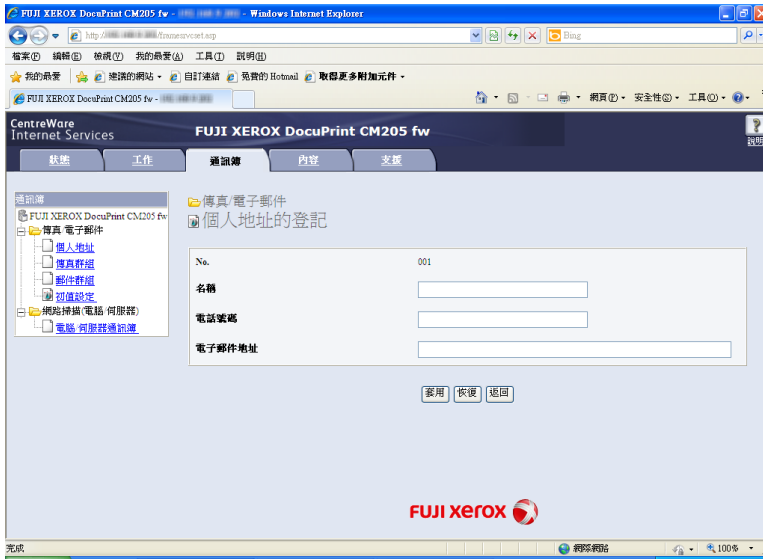 FUJI XEROX DocuPrint CM205 fw - - Windows Internet Explorer
http:// /framesrvcset.asp
Bing
檔案(F) 編輯(E) 檢視(V) 我的最愛(A) 工具(T) 說明(H)
我的最愛 建議的網站 自訂連結 免費的 Hotmail 取得更多附加元件
FUJI XEROX DocuPrint CM205 fw -
網頁(P) 安全性(S) 工具(O)
CentreWare
Internet Services
FUJI XEROX DocuPrint CM205 fw
說明
狀態 工作 通訊簿 內容 支援
通訊簿
FUJI XEROX DocuPrint CM205 fw
傳真/電子郵件
個人地址
傳真群組
郵件群組
初值設定
網路掃描(電腦/伺服器)
電腦/伺服器通訊簿
傳真/電子郵件
個人地址的登記
No. 001
名稱
電話號碼
電子郵件地址
套用 恢復 返回
FUJI XEROX
完成 網際網路 100%